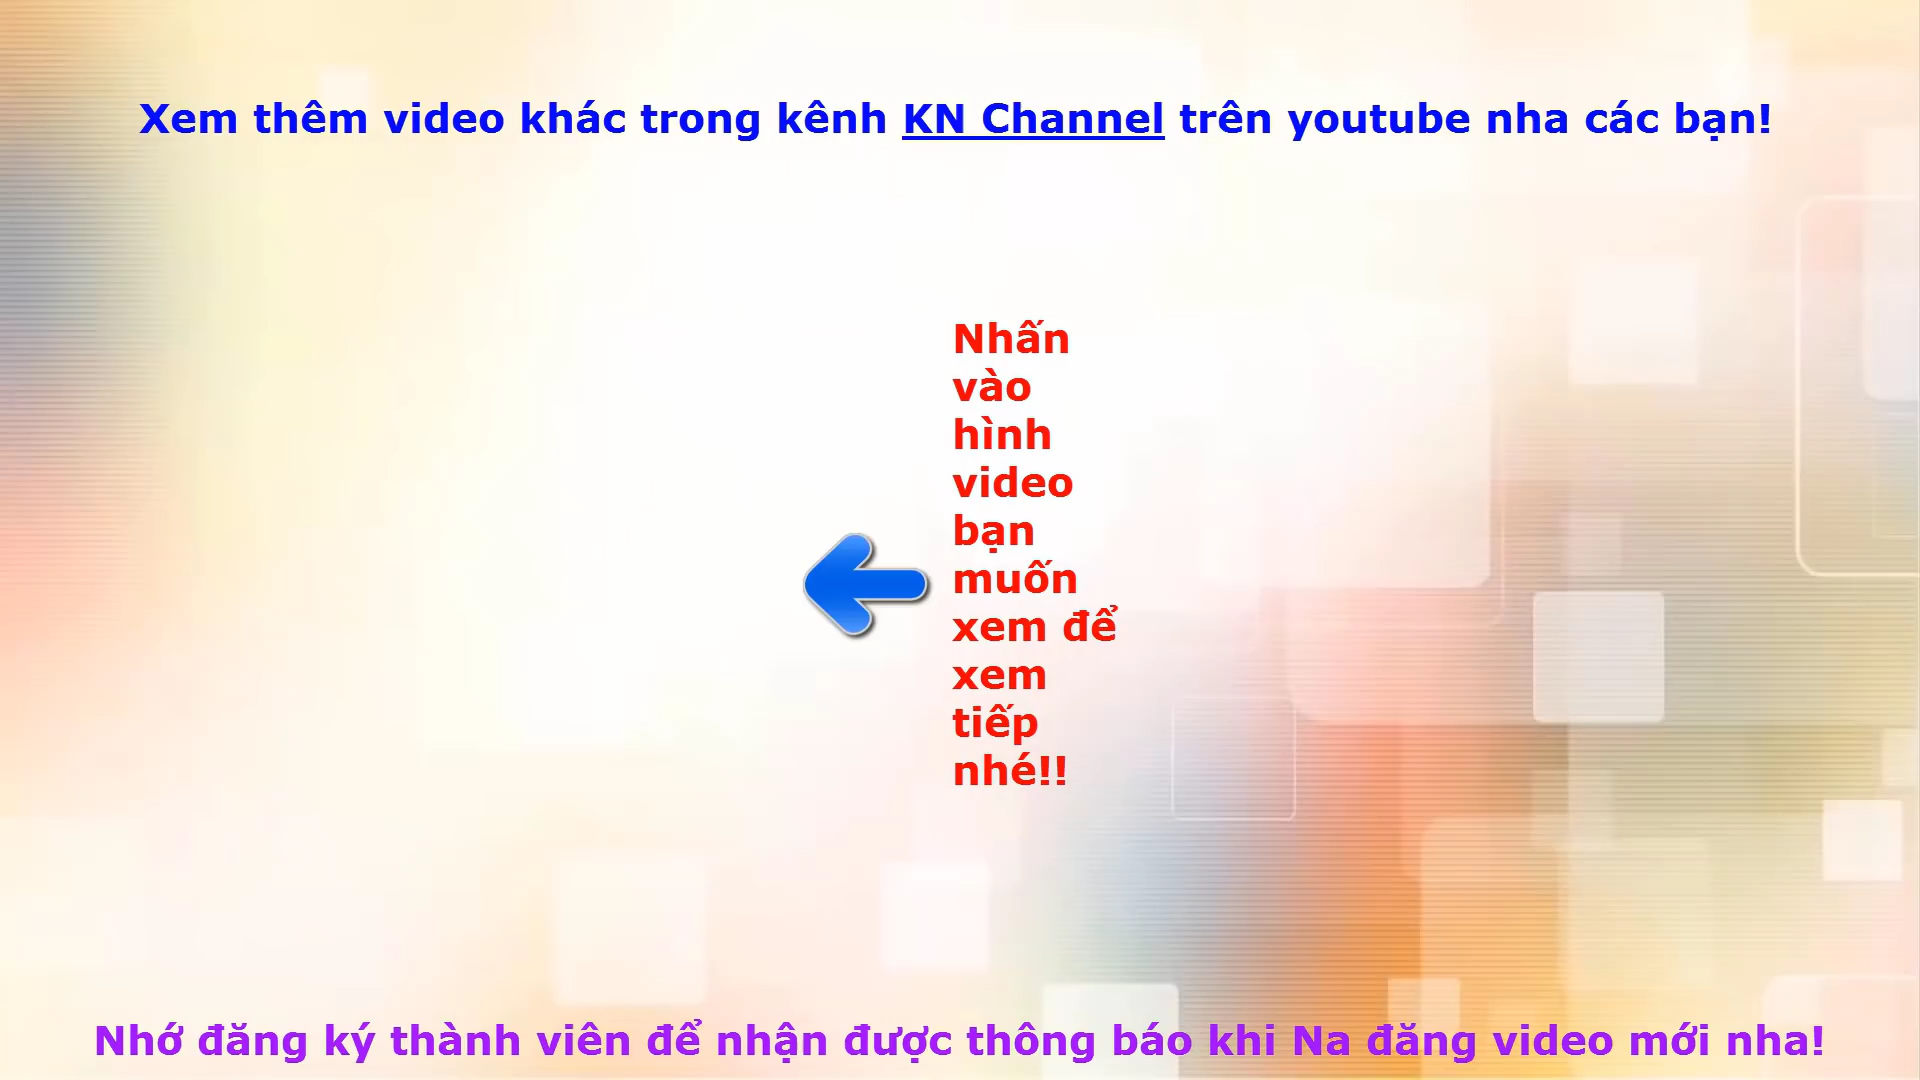 Xem thêm video khác trong kênh KN Channel trên youtube nha các bạn!
Nhấn
vào
hình
video
bạn
muốn
xem để
xem
tiếp
nhé!!
Nhớ đăng ký thành viên để nhận được thông báo khi Na đăng video mới nha!